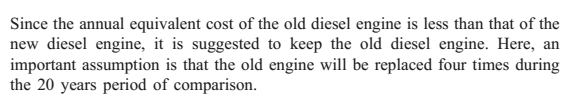 Since the annual equivalent cost of the old diesel engine is less than that of the
new diesel engine, it is suggested to keep the old diesel engine. Here, an
important assumption is that the old engine will be replaced four times during
the 20 years period of comparison.